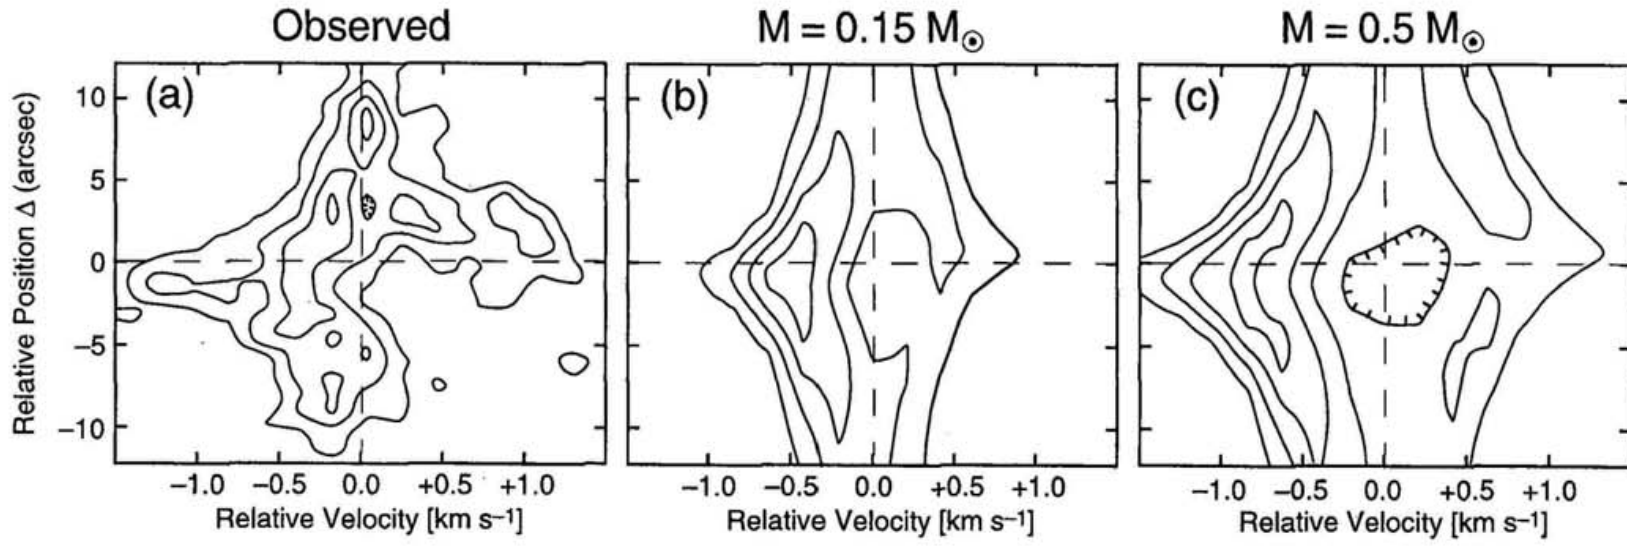 Observed
M = 0.15 M⊙
M = 0.5 M⊙
(a)
(b)
(c)
Relative Position Δ (arcsec)
10
5
0
−5
−10
−1.0 −0.5 0.0 +0.5 +1.0
−1.0 −0.5 0.0 +0.5 +1.0
−1.0 −0.5 0.0 +0.5 +1.0
Relative Velocity [km s⁻¹]
Relative Velocity [km s⁻¹]
Relative Velocity [km s⁻¹]